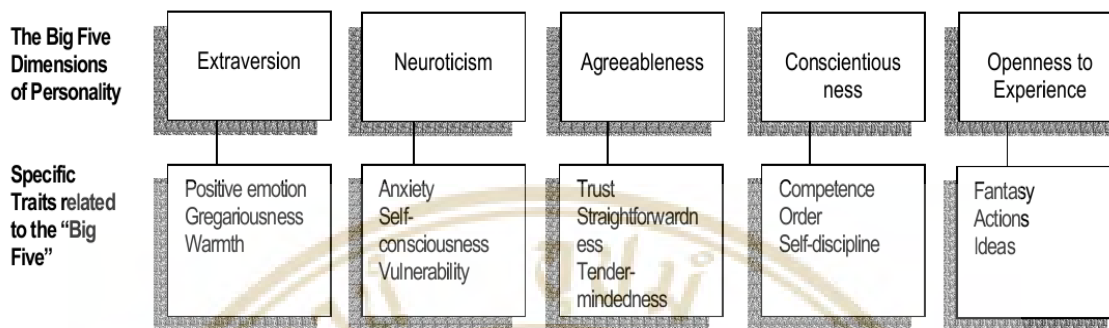 The Big Five
Dimensions
of Personality
Extraversion
Neuroticism
Agreeableness
Conscientious
ness
Openness to
Experience
Specific
Traits related
to the “Big
Five”
Positive emotion
Gregariousness
Warmth
Anxiety
Self-
consciousness
Vulnerability
Trust
Straightforwardn
ess
Tender-
mindedness
Competence
Order
Self-discipline
Fantasy
Actions
Ideas